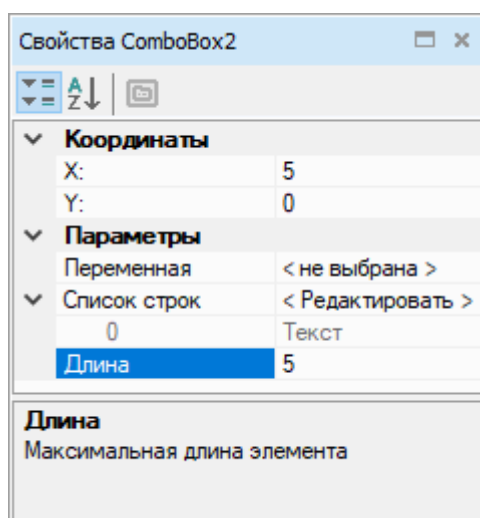 Свойства ComboBox2
A
Z
Координаты
X: 5
Y: 0
Параметры
Переменная < не выбрана >
Список строк < Редактировать >
0 Текст
Длина 5
Длина
Максимальная длина элемента